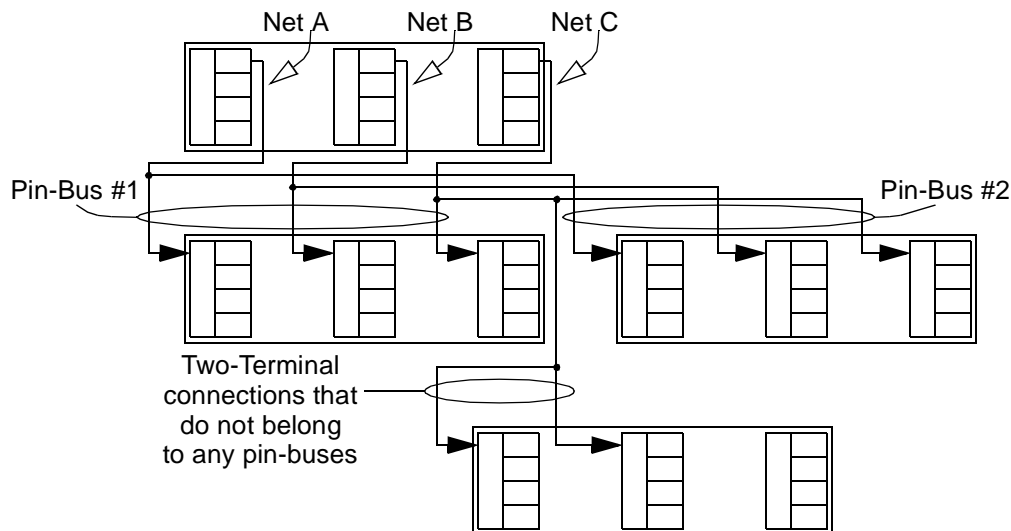 Net A
Net B
Net C
Pin-Bus #1
Pin-Bus #2
Two-Terminal
connections that
do not belong
to any pin-buses